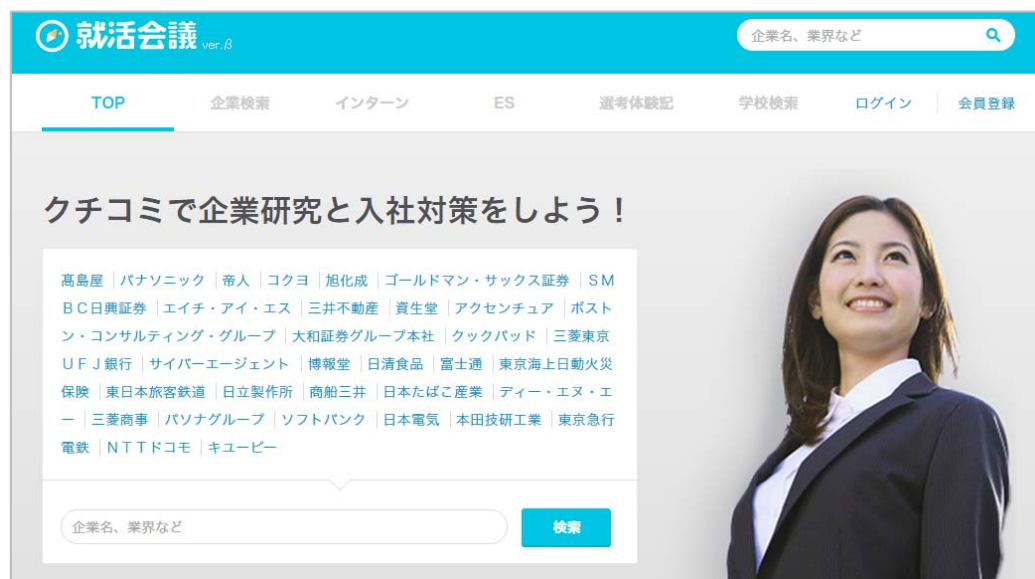 就活会議 ver.β
企業名、業界など
TOP 企業検索 インターン ES 選考体験記 学校検索 ログイン 会員登録
クチコミで企業研究と入社対策をしよう！
髙島屋 パナソニック 帝人 コクヨ 旭化成 ゴールドマン・サックス証券 ＳＭ
ＢＣ日興証券 エイチ・アイ・エス 三井不動産 資生堂 アクセンチュア ボスト
ン・コンサルティング・グループ 大和証券グループ本社 クックパッド 三菱東京
ＵＦＪ銀行 サイバーエージェント 博報堂 日清食品 富士通 東京海上日動火災
保険 東日本旅客鉄道 日立製作所 商船三井 日本たばこ産業 ディー・エヌ・エ
ー 三菱商事 パソナグループ ソフトバンク 日本電気 本田技研工業 東京急行
電鉄 ＮＴＴドコモ キユーピー
企業名、業界など 検索